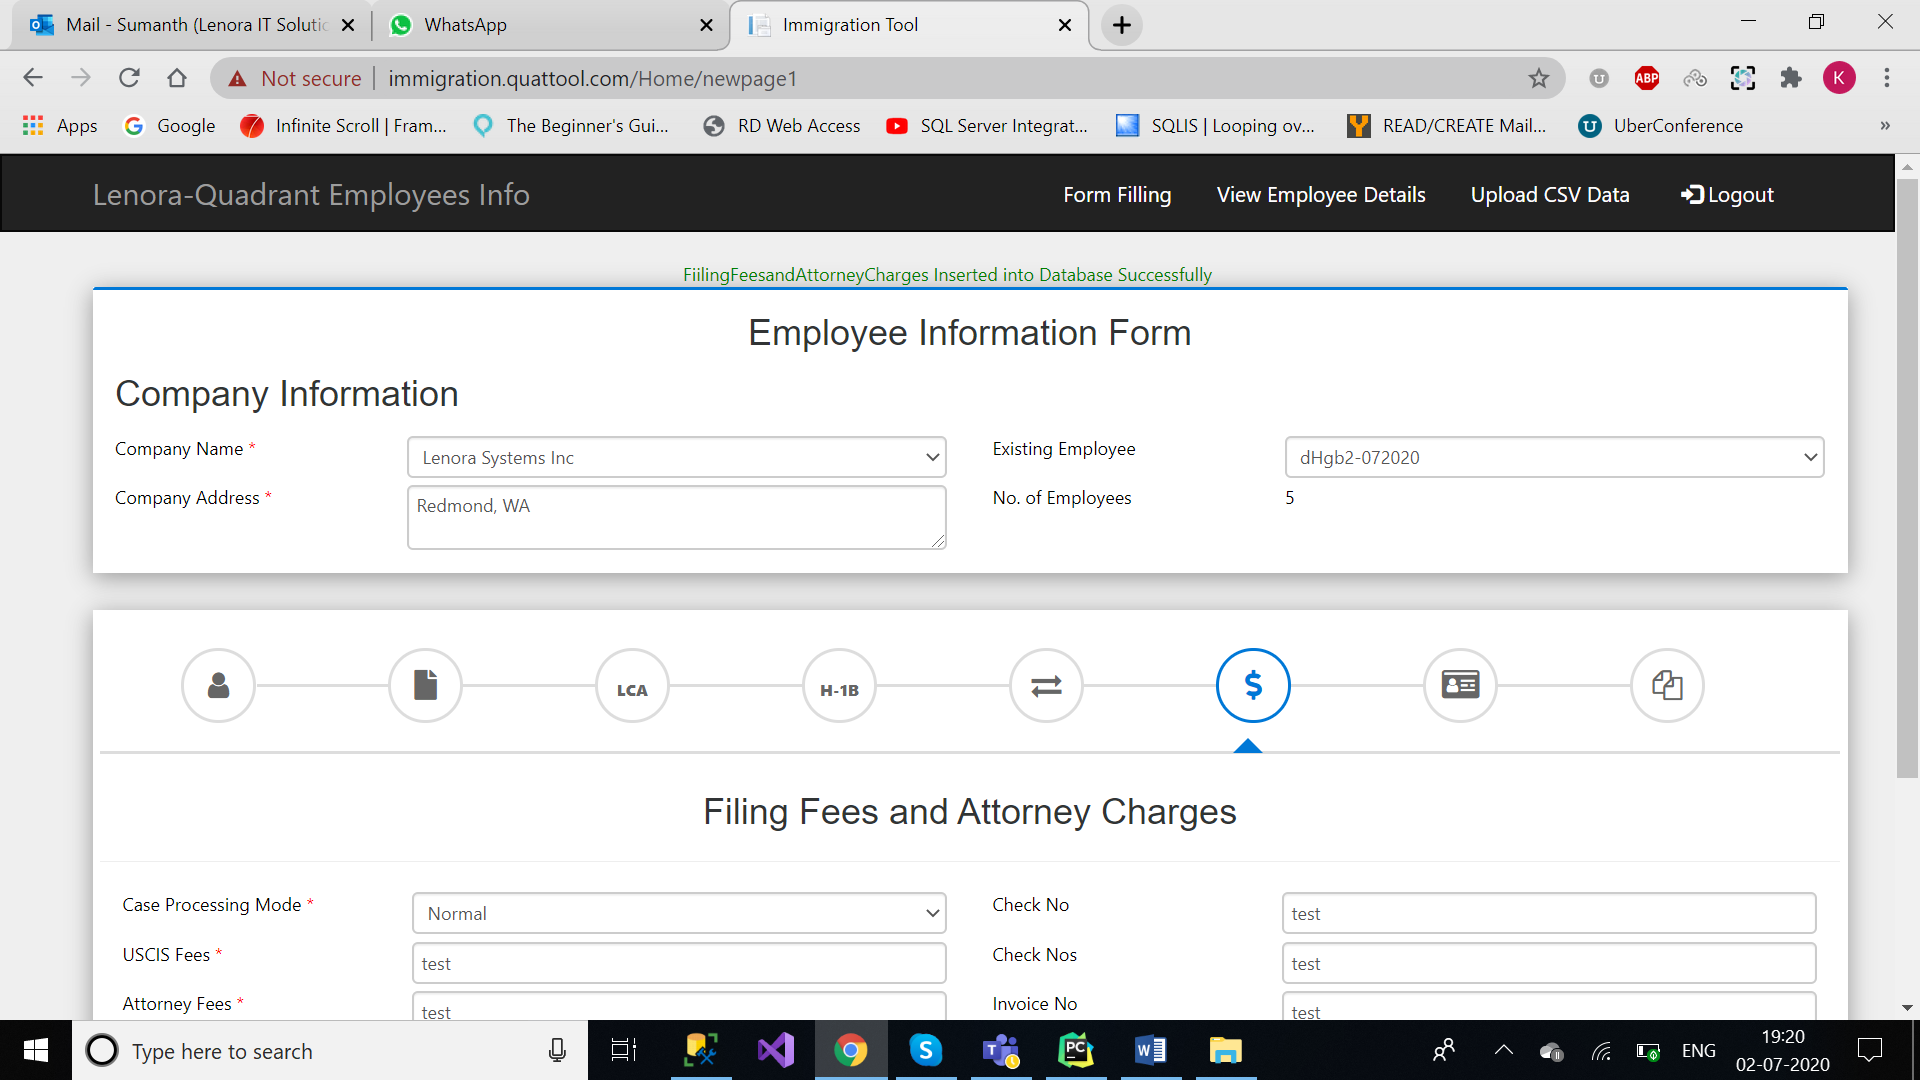 Mail - Sumanth (Lenora IT Solutic
WhatsApp
Immigration Tool
Not secure
immigration.quattool.com/Home/newpage1
ABP
K
Apps
Google
Infinite Scroll | Fram...
The Beginner's Gui...
RD Web Access
SQL Server Integrat...
SQLIS | Looping ov...
READ/CREATE Mail...
UberConference
»
Lenora-Quadrant Employees Info
Form Filling
View Employee Details
Upload CSV Data
Logout
FiilingFeesandAttorneyCharges Inserted into Database Successfully
Employee Information Form
Company Information
Company Name *
Lenora Systems Inc
Existing Employee
dHgb2-072020
Company Address *
Redmond, WA
No. of Employees
5
LCA
H-1B
$
Filing Fees and Attorney Charges
Case Processing Mode *
Normal
Check No
test
USCIS Fees *
test
Check Nos
test
Attorney Fees *
test
Invoice No
test
Type here to search
PC
ENG
19:20
02-07-2020